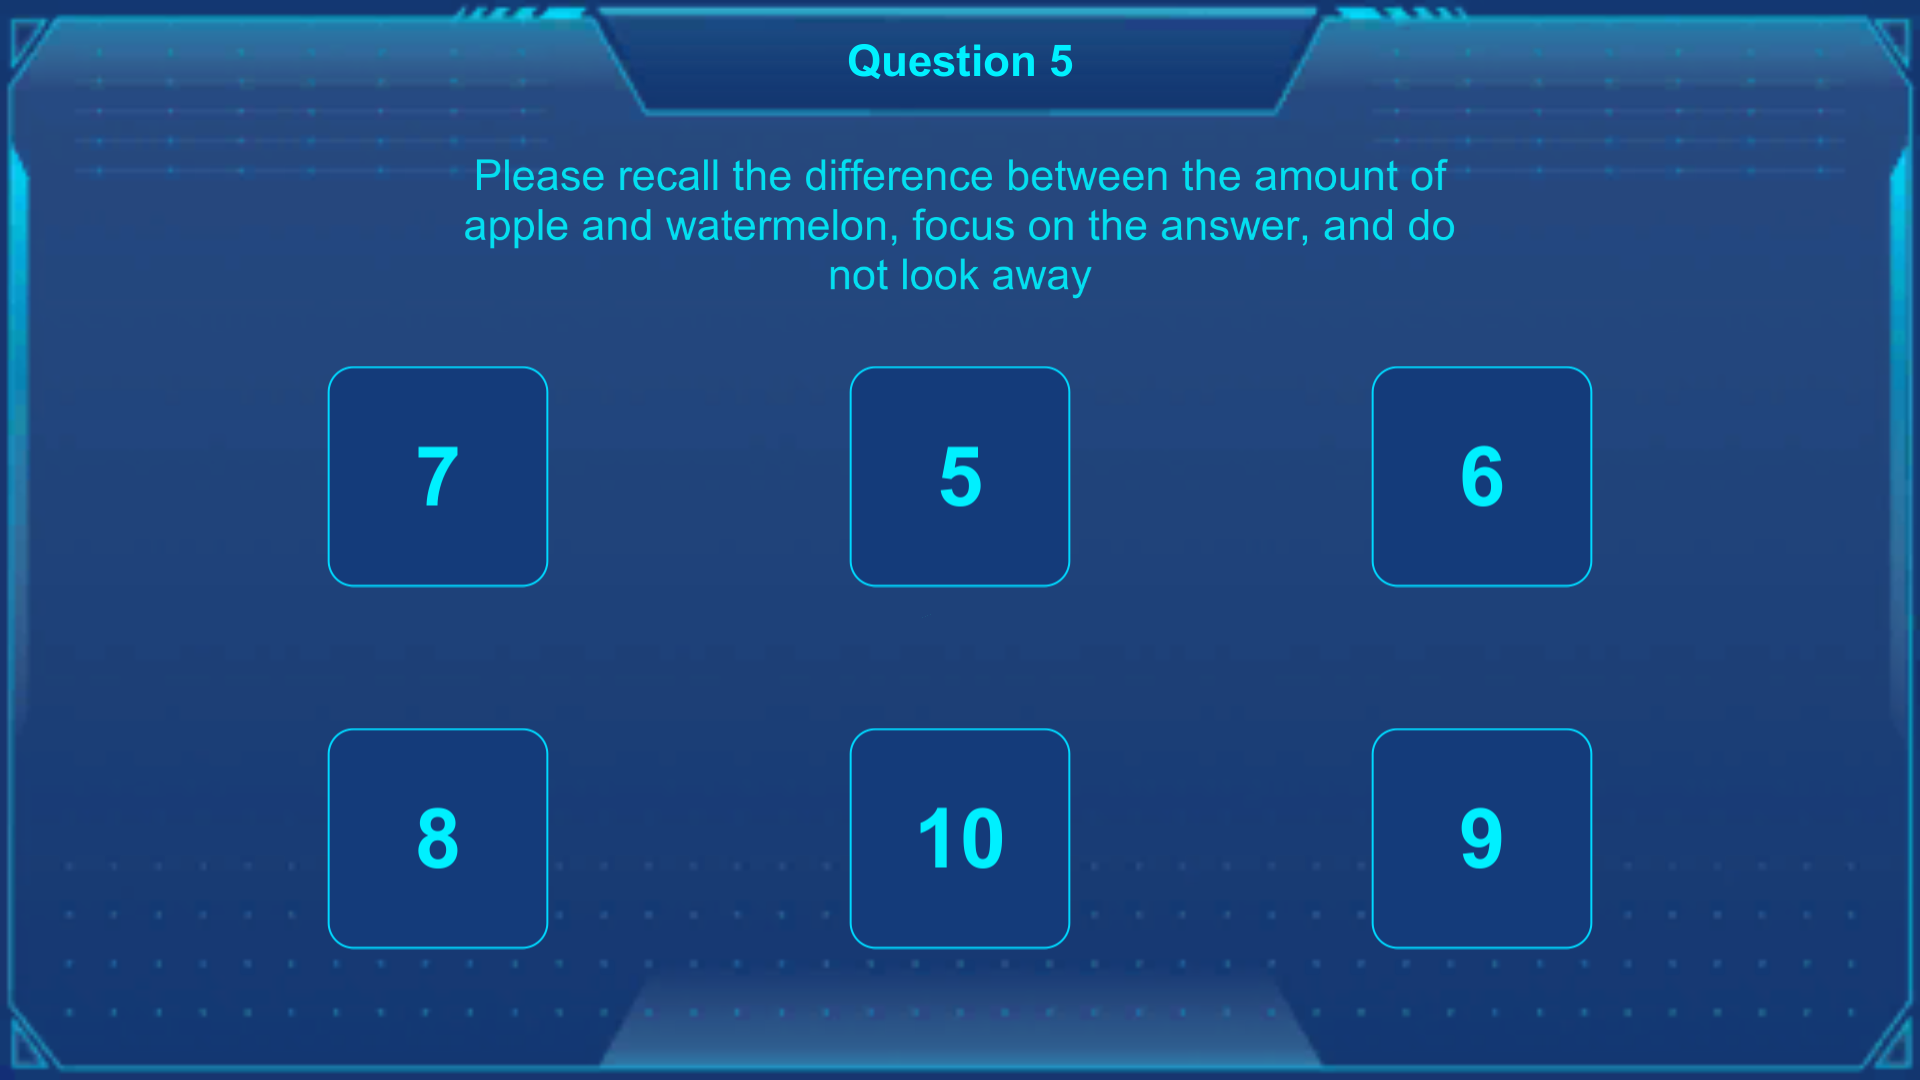 Question 5
Please recall the difference between the amount of
apple and watermelon, focus on the answer, and do
not look away
7 5 6
8 10 9